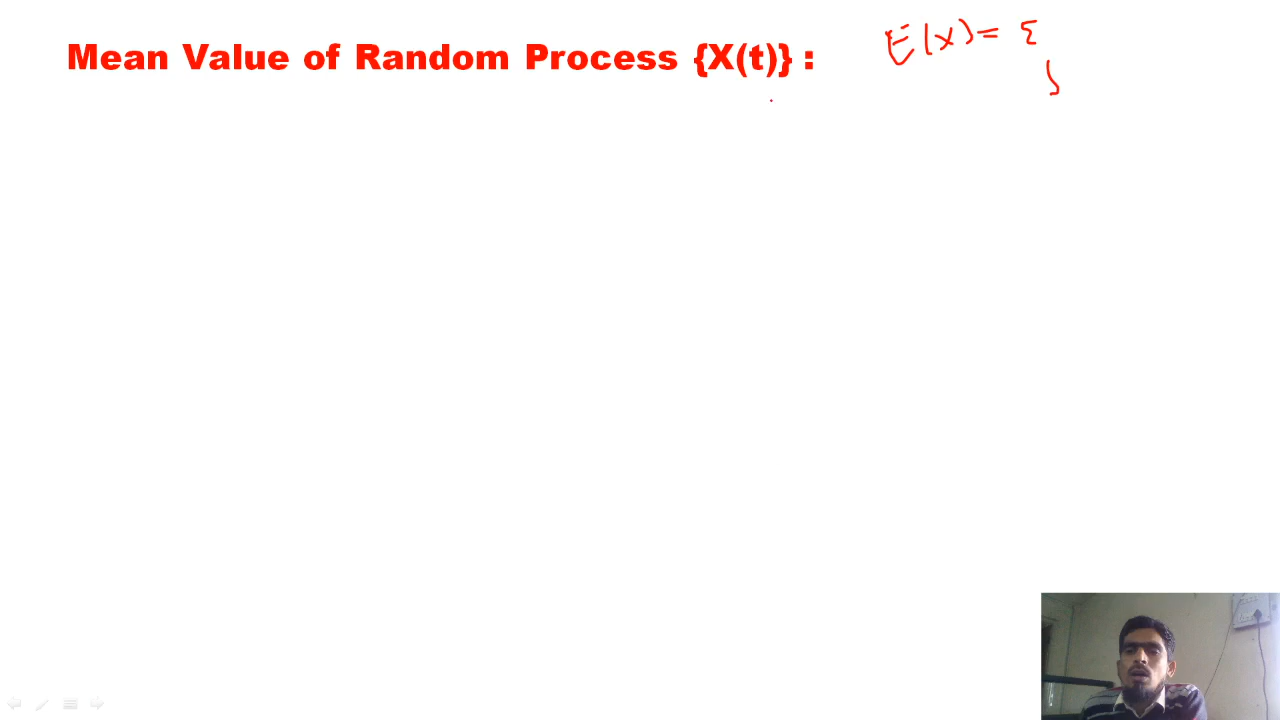 Mean Value of Random Process {X(t)} :
E(x) = Σ
∫